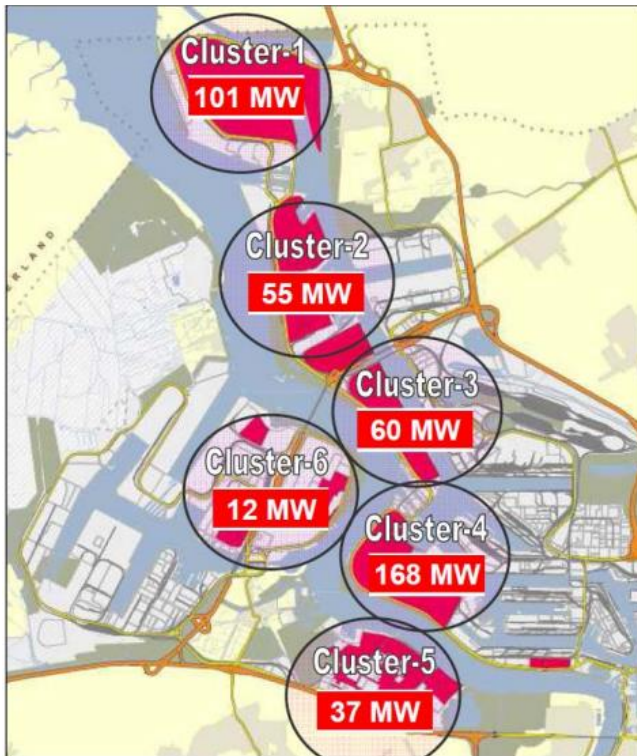 Cluster-1
101 MW
Cluster-2
55 MW
ERLAND
Cluster-3
60 MW
Cluster-6
12 MW
Cluster-4
168 MW
Cluster-5
37 MW